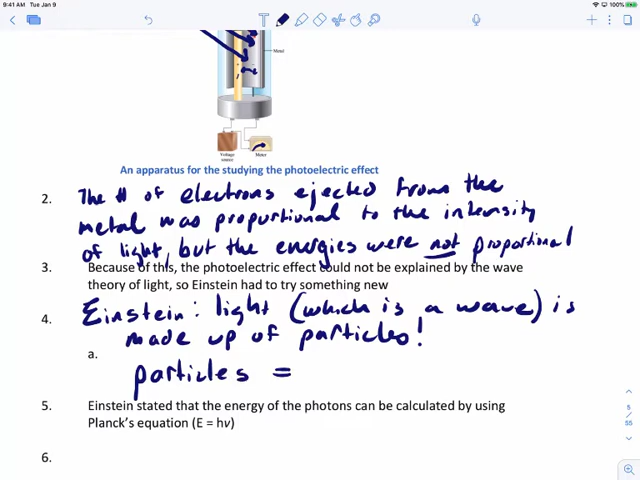 9:41 AM Tue Jan 9
100%
Metal
Voltage source
Meter
An apparatus for the studying the photoelectric effect
2. The # of electrons ejected from the
metal was proportional to the intensity
of light, but the energies were not proportional
3. Because of this, the photoelectric effect could not be explained by the wave
theory of light, so Einstein had to try something new
4. Einstein: light (which is a wave) is
made up of particles!
a. particles =
5. Einstein stated that the energy of the photons can be calculated by using
Planck's equation (E = hν)
6.
5
/
55